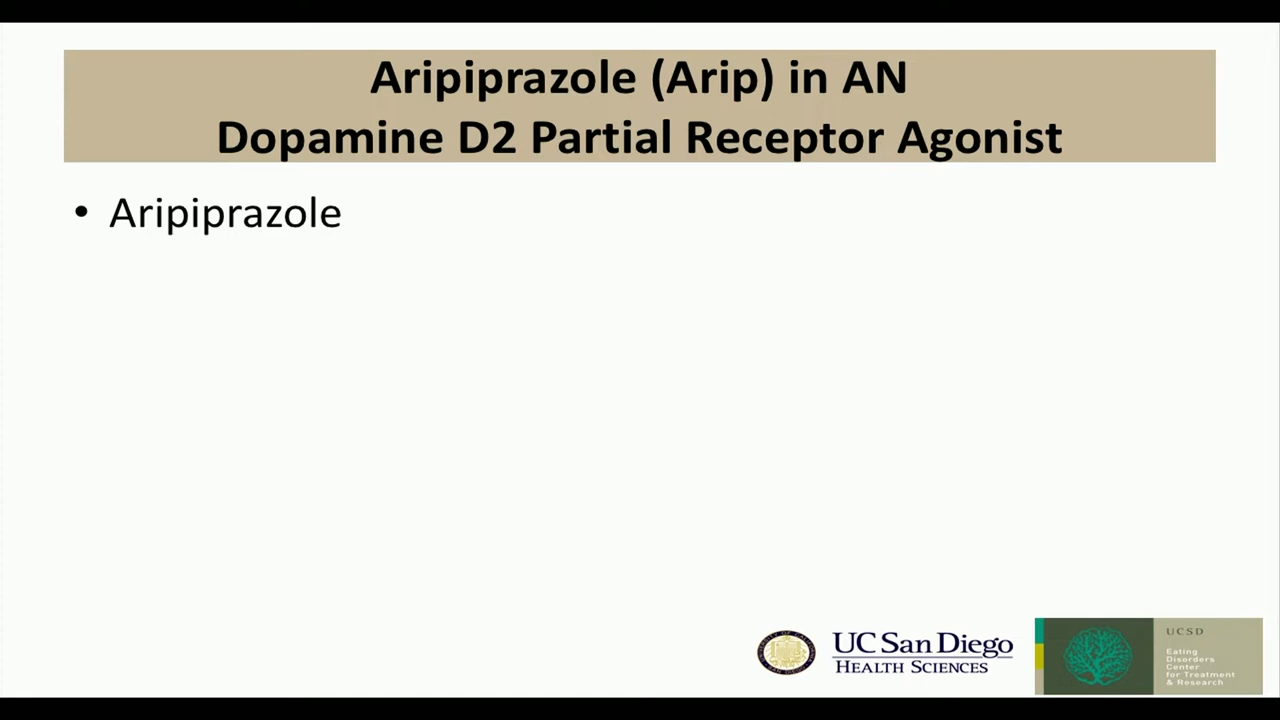 Aripiprazole (Arip) in AN
Dopamine D2 Partial Receptor Agonist
• Aripiprazole
UC San Diego
HEALTH SCIENCES
UCSD
Eating
Disorders
Center
for Treatment
& Research